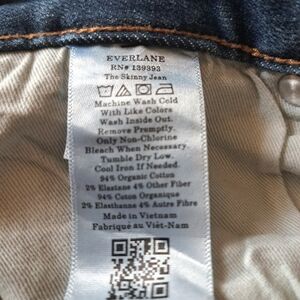 EVERLANE
RN# 139393
The Skinny Jean
Machine Wash Cold
With Like Colors
Wash Inside Out.
Remove Promptly.
Only Non-Chlorine
Bleach When Necessary.
Tumble Dry Low.
Cool Iron If Needed.
94% Organic Cotton
2% Elastane 4% Other Fiber
94% Coton Organique
2% Elasthanne 4% Autre Fibre
Made in Vietnam
Fabriqué au Viêt-Nam